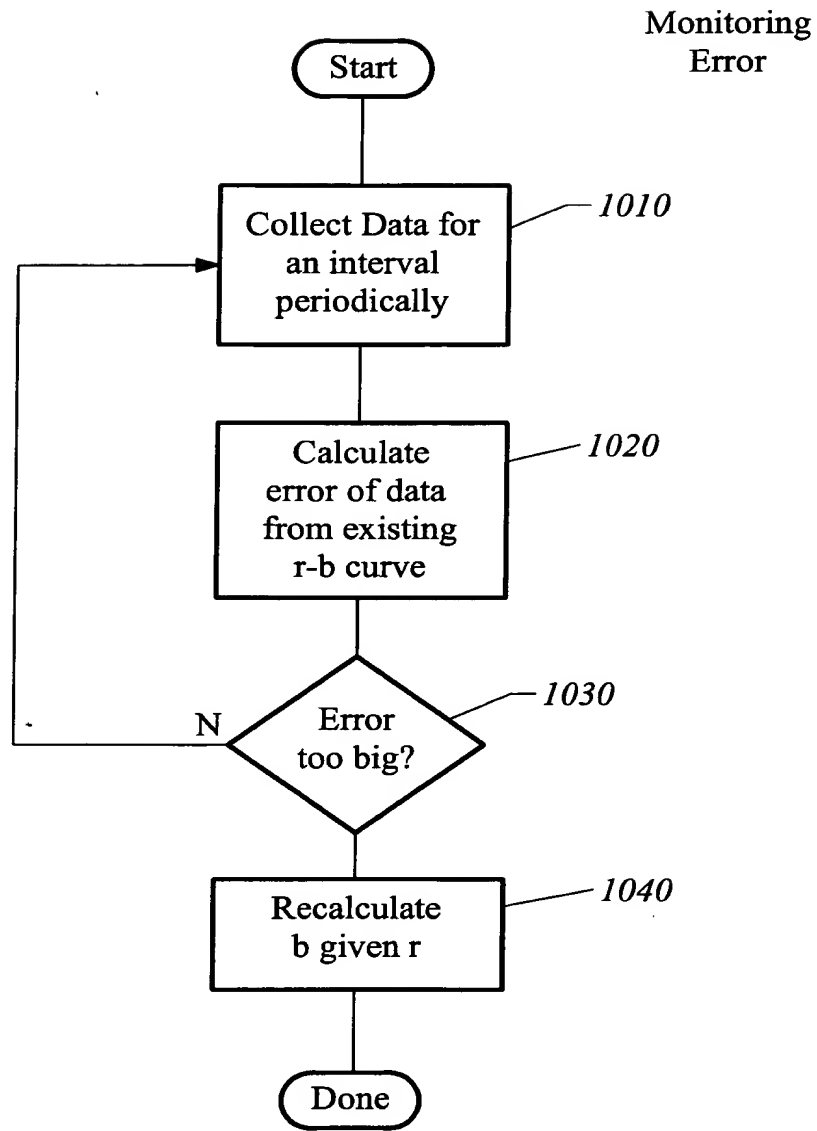 Monitoring
Error
Start
Collect Data for
an interval
periodically
1010
Calculate
error of data
from existing
r-b curve
1020
Error
too big?
1030
N
Recalculate
b given r
1040
Done